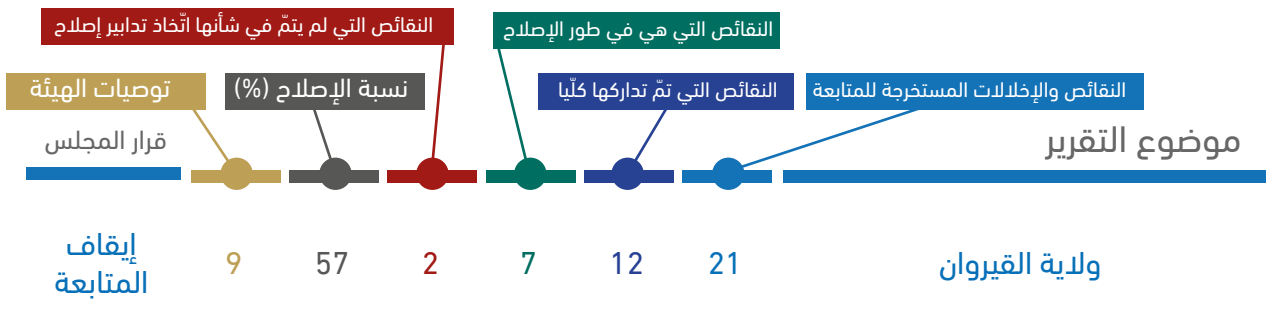 النقائص التي لم يتمّ في شأنها اتّخاذ تدابير إصلاح
النقائص التي هي في طور الإصلاح
النقائص والإخلالات المستخرجة للمتابعة
النقائص التي تمّ تداركها كلّيا
نسبة الإصلاح (%)
توصيات الهيئة
موضوع التقرير
قرار المجلس
ولاية القيروان
21
12
7
2
57
9
إيقاف
المتابعة